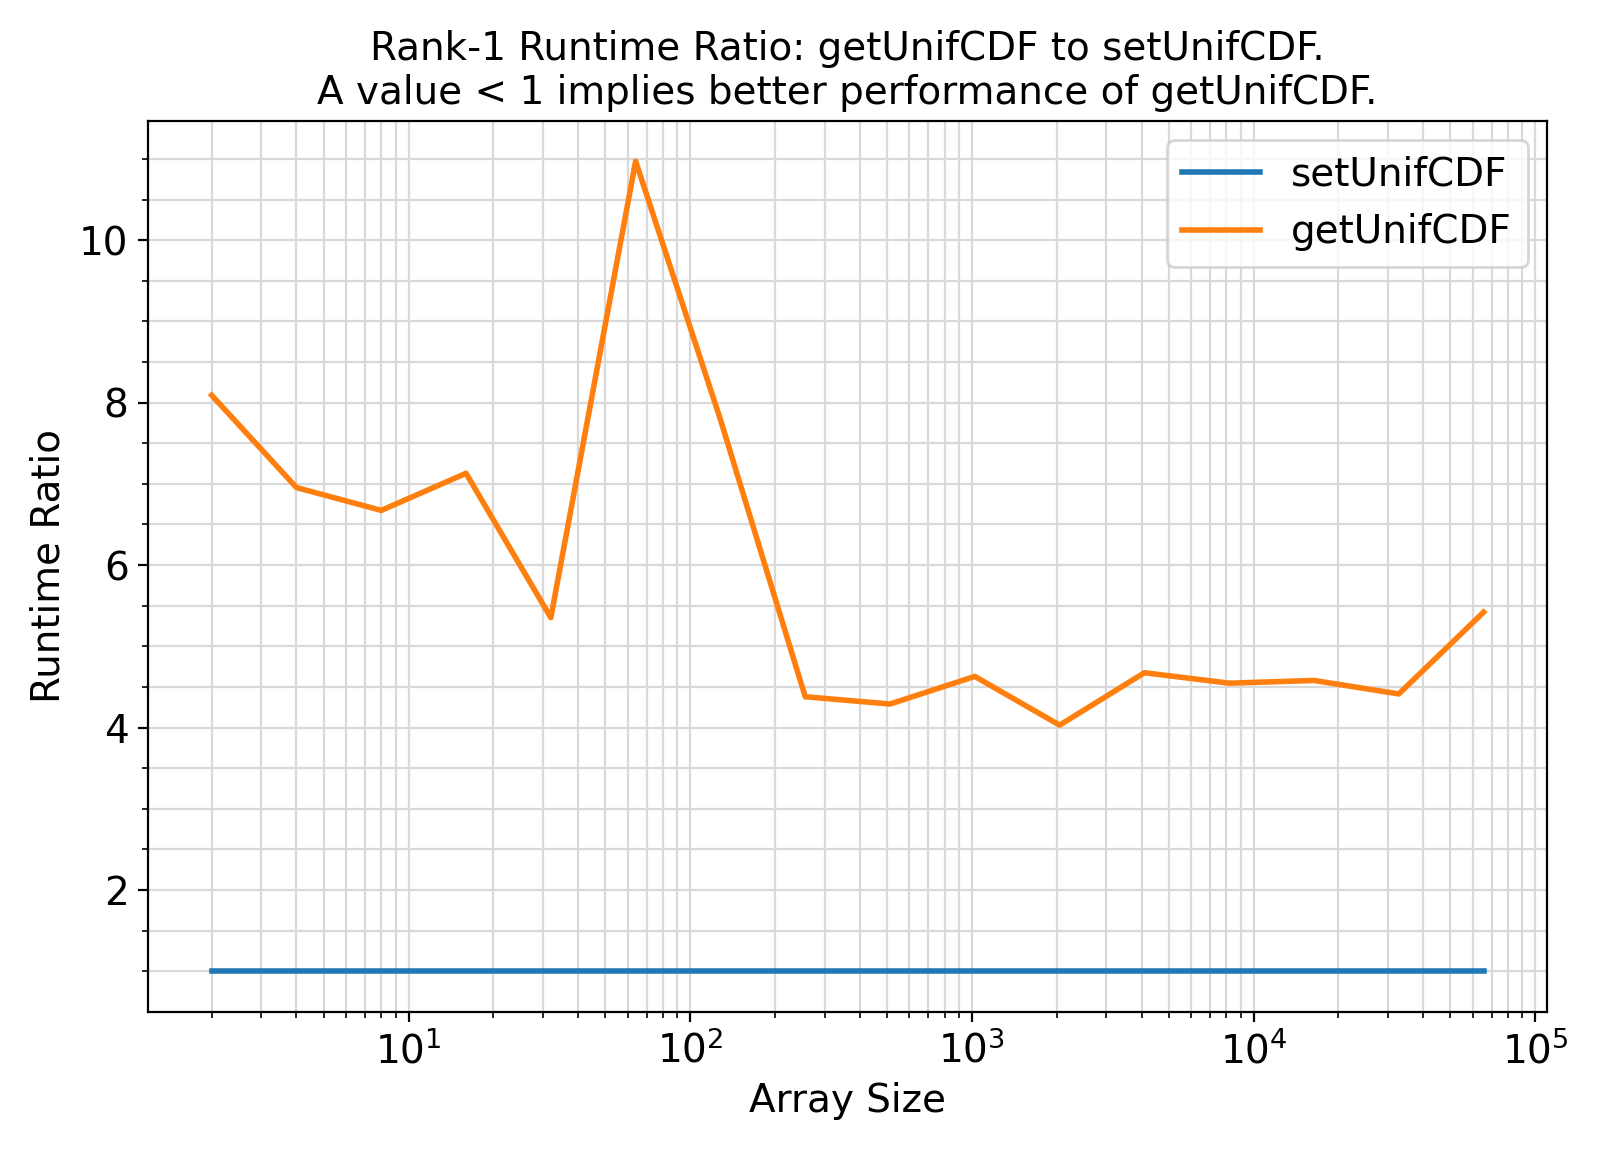 Rank-1 Runtime Ratio: getUnifCDF to setUnifCDF.
A value < 1 implies better performance of getUnifCDF.
setUnifCDF
getUnifCDF
Runtime Ratio
10
8
6
4
2
10¹ 10² 10³ 10⁴ 10⁵
Array Size